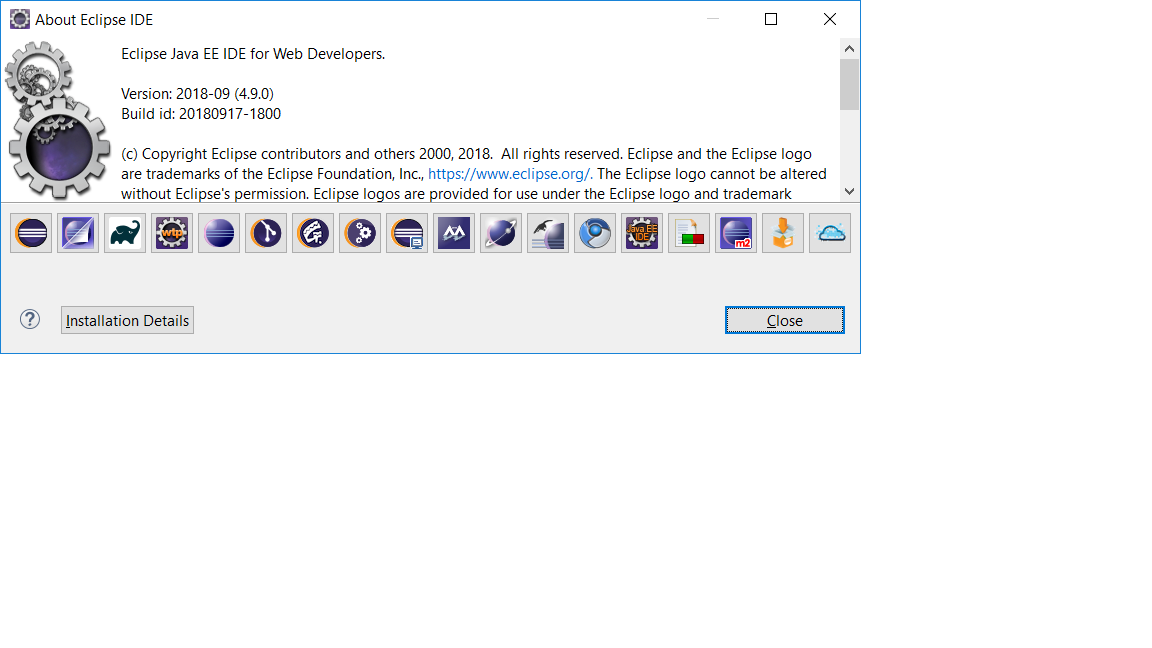 About Eclipse IDE
Eclipse Java EE IDE for Web Developers.
Version: 2018-09 (4.9.0)
Build id: 20180917-1800
(c) Copyright Eclipse contributors and others 2000, 2018.  All rights reserved. Eclipse and the Eclipse logo
are trademarks of the Eclipse Foundation, Inc., https://www.eclipse.org/. The Eclipse logo cannot be altered
without Eclipse's permission. Eclipse logos are provided for use under the Eclipse logo and trademark
wtp
Java EE
IDE
m2
?
Installation Details
Close